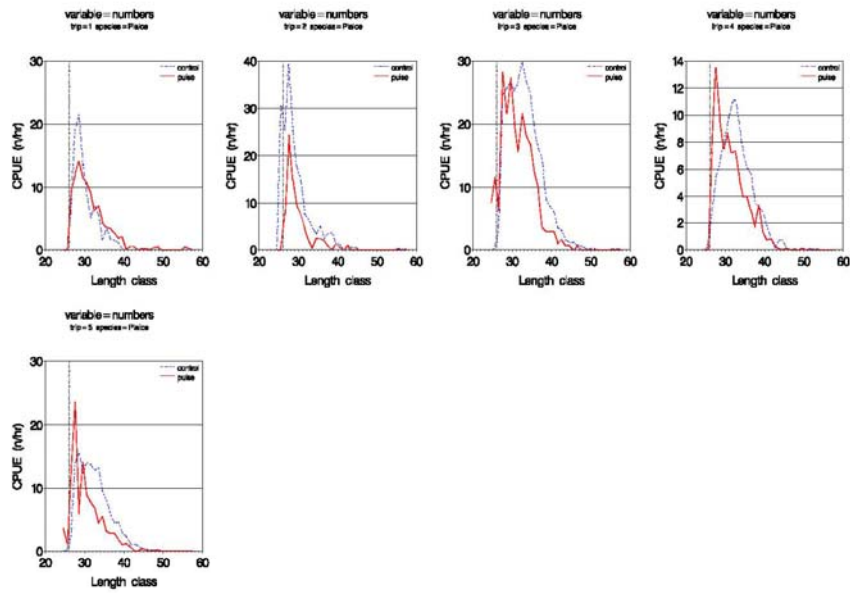 variable=numbers
trip=1 species=Plaice
30
20
10
0
CPUE (n/hr)
control
pulse
20 30 40 50 60
Length class
variable=numbers
trip=2 species=Plaice
40
30
20
10
0
CPUE (n/hr)
control
pulse
20 30 40 50 60
Length class
variable=numbers
trip=3 species=Plaice
30
20
10
0
CPUE (n/hr)
control
pulse
20 30 40 50 60
Length class
variable=numbers
trip=4 species=Plaice
14
12
10
8
6
4
2
0
CPUE (n/hr)
control
pulse
20 30 40 50 60
Length class
variable=numbers
trip=5 species=Plaice
30
20
10
0
CPUE (n/hr)
control
pulse
20 30 40 50 60
Length class